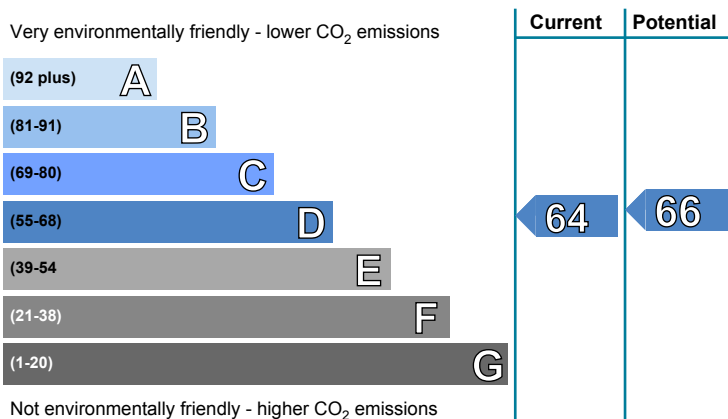 Current Potential
Very environmentally friendly - lower CO2 emissions
(92 plus) A
(81-91) B
(69-80) C
(55-68) D
64 66
(39-54 E
(21-38) F
(1-20) G
Not environmentally friendly - higher CO2 emissions